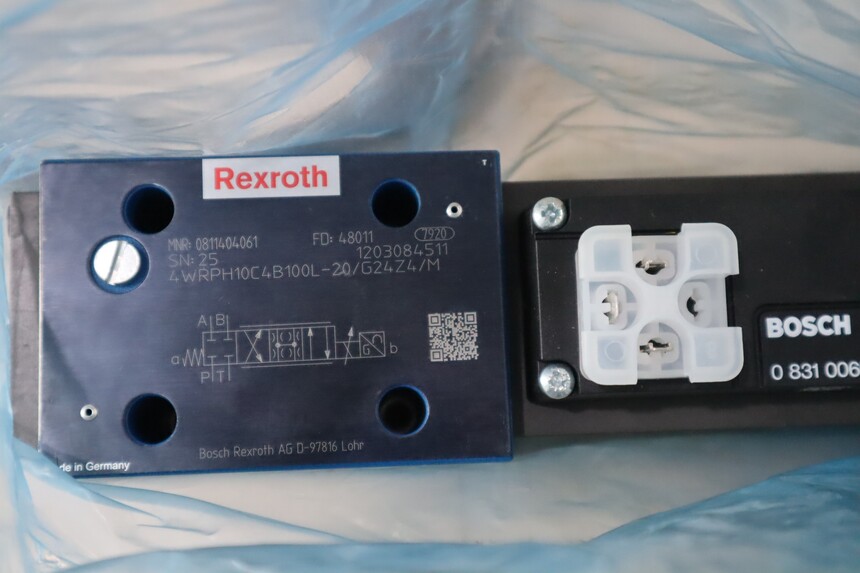 Rexroth
T
MNR: 0811404061 FD: 48011 7920
SN: 25 1203084511
4WRPH10C4B100L-20/G24Z4/M
A B
a b
G
P T
Bosch Rexroth AG D-97816 Lohr
de in Germany
BOSCH
0 831 006